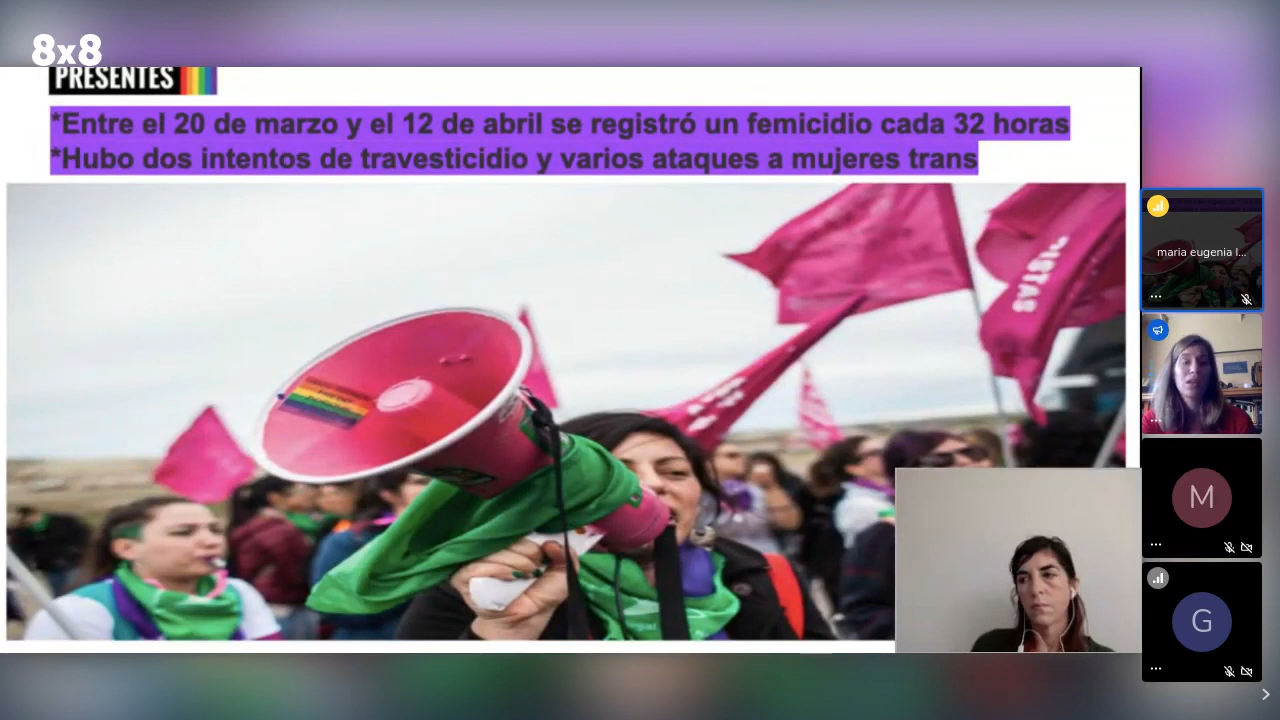 8x8
PRESENTES
*Entre el 20 de marzo y el 12 de abril se registró un femicidio cada 32 horas
*Hubo dos intentos de travesticidio y varios ataques a mujeres trans
maria eugenia l...
M
G